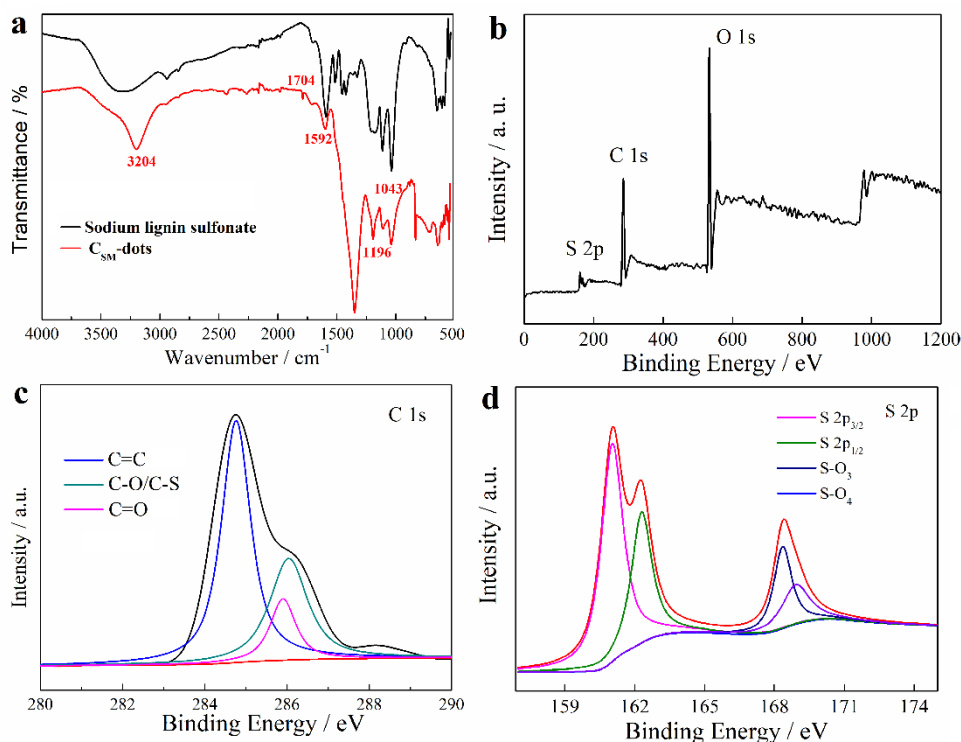 a
Transmittance / %
3204
1704
1592
1196
1043
Sodium lignin sulfonate
C_SM-dots
4000 3500 3000 2500 2000 1500 1000 500
Wavenumber / cm⁻¹
b
Intensity / a. u.
S 2p
C 1s
O 1s
0 200 400 600 800 1000 1200
Binding Energy / eV
c
C 1s
Intensity / a.u.
C=C
C-O/C-S
C=O
280 282 284 286 288 290
Binding Energy / eV
d
S 2p
Intensity / a.u.
S 2p₃/₂
S 2p₁/₂
S-O₃
S-O₄
159 162 165 168 171 174
Binding Energy / eV